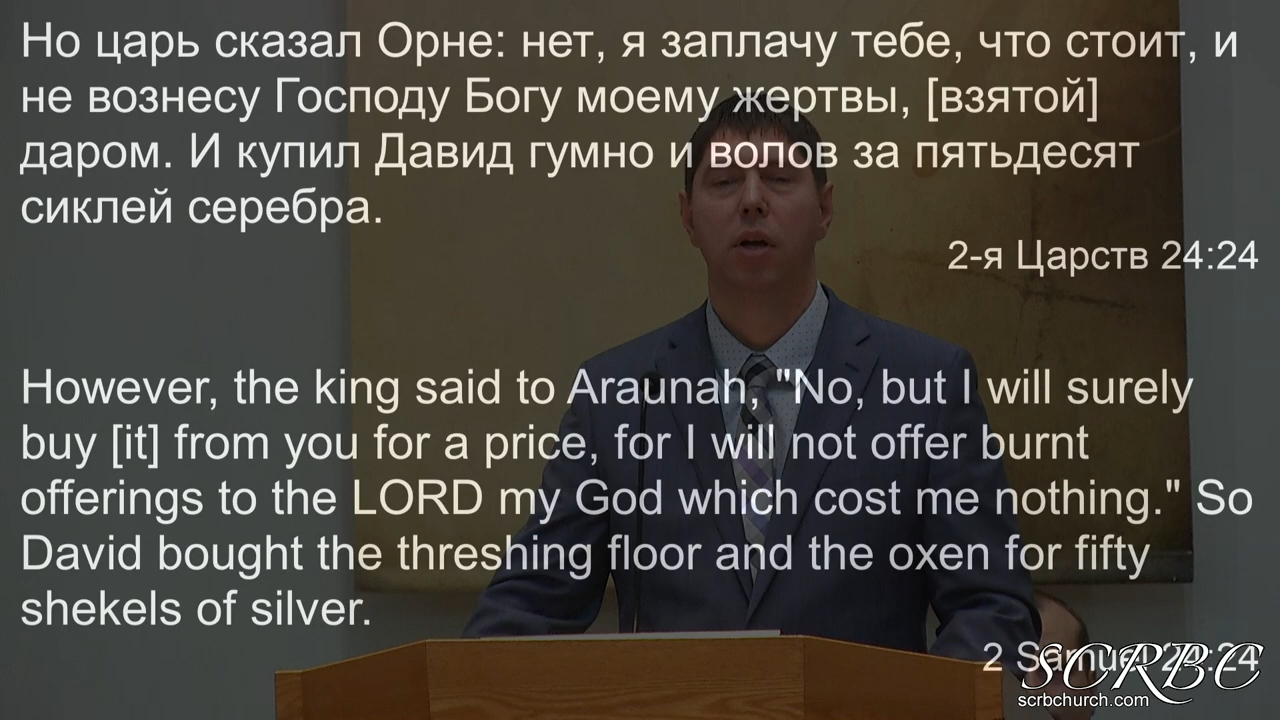 Но царь сказал Орне: нет, я заплачу тебе, что стоит, и
не вознесу Господу Богу моему жертвы, [взятой]
даром. И купил Давид гумно и волов за пятьдесят
сиклей серебра.
2-я Царств 24:24
However, the king said to Araunah, "No, but I will surely
buy [it] from you for a price, for I will not offer burnt
offerings to the LORD my God which cost me nothing." So
David bought the threshing floor and the oxen for fifty
shekels of silver.
2 Samuel 24:24
SCRBC
scrbchurch.com